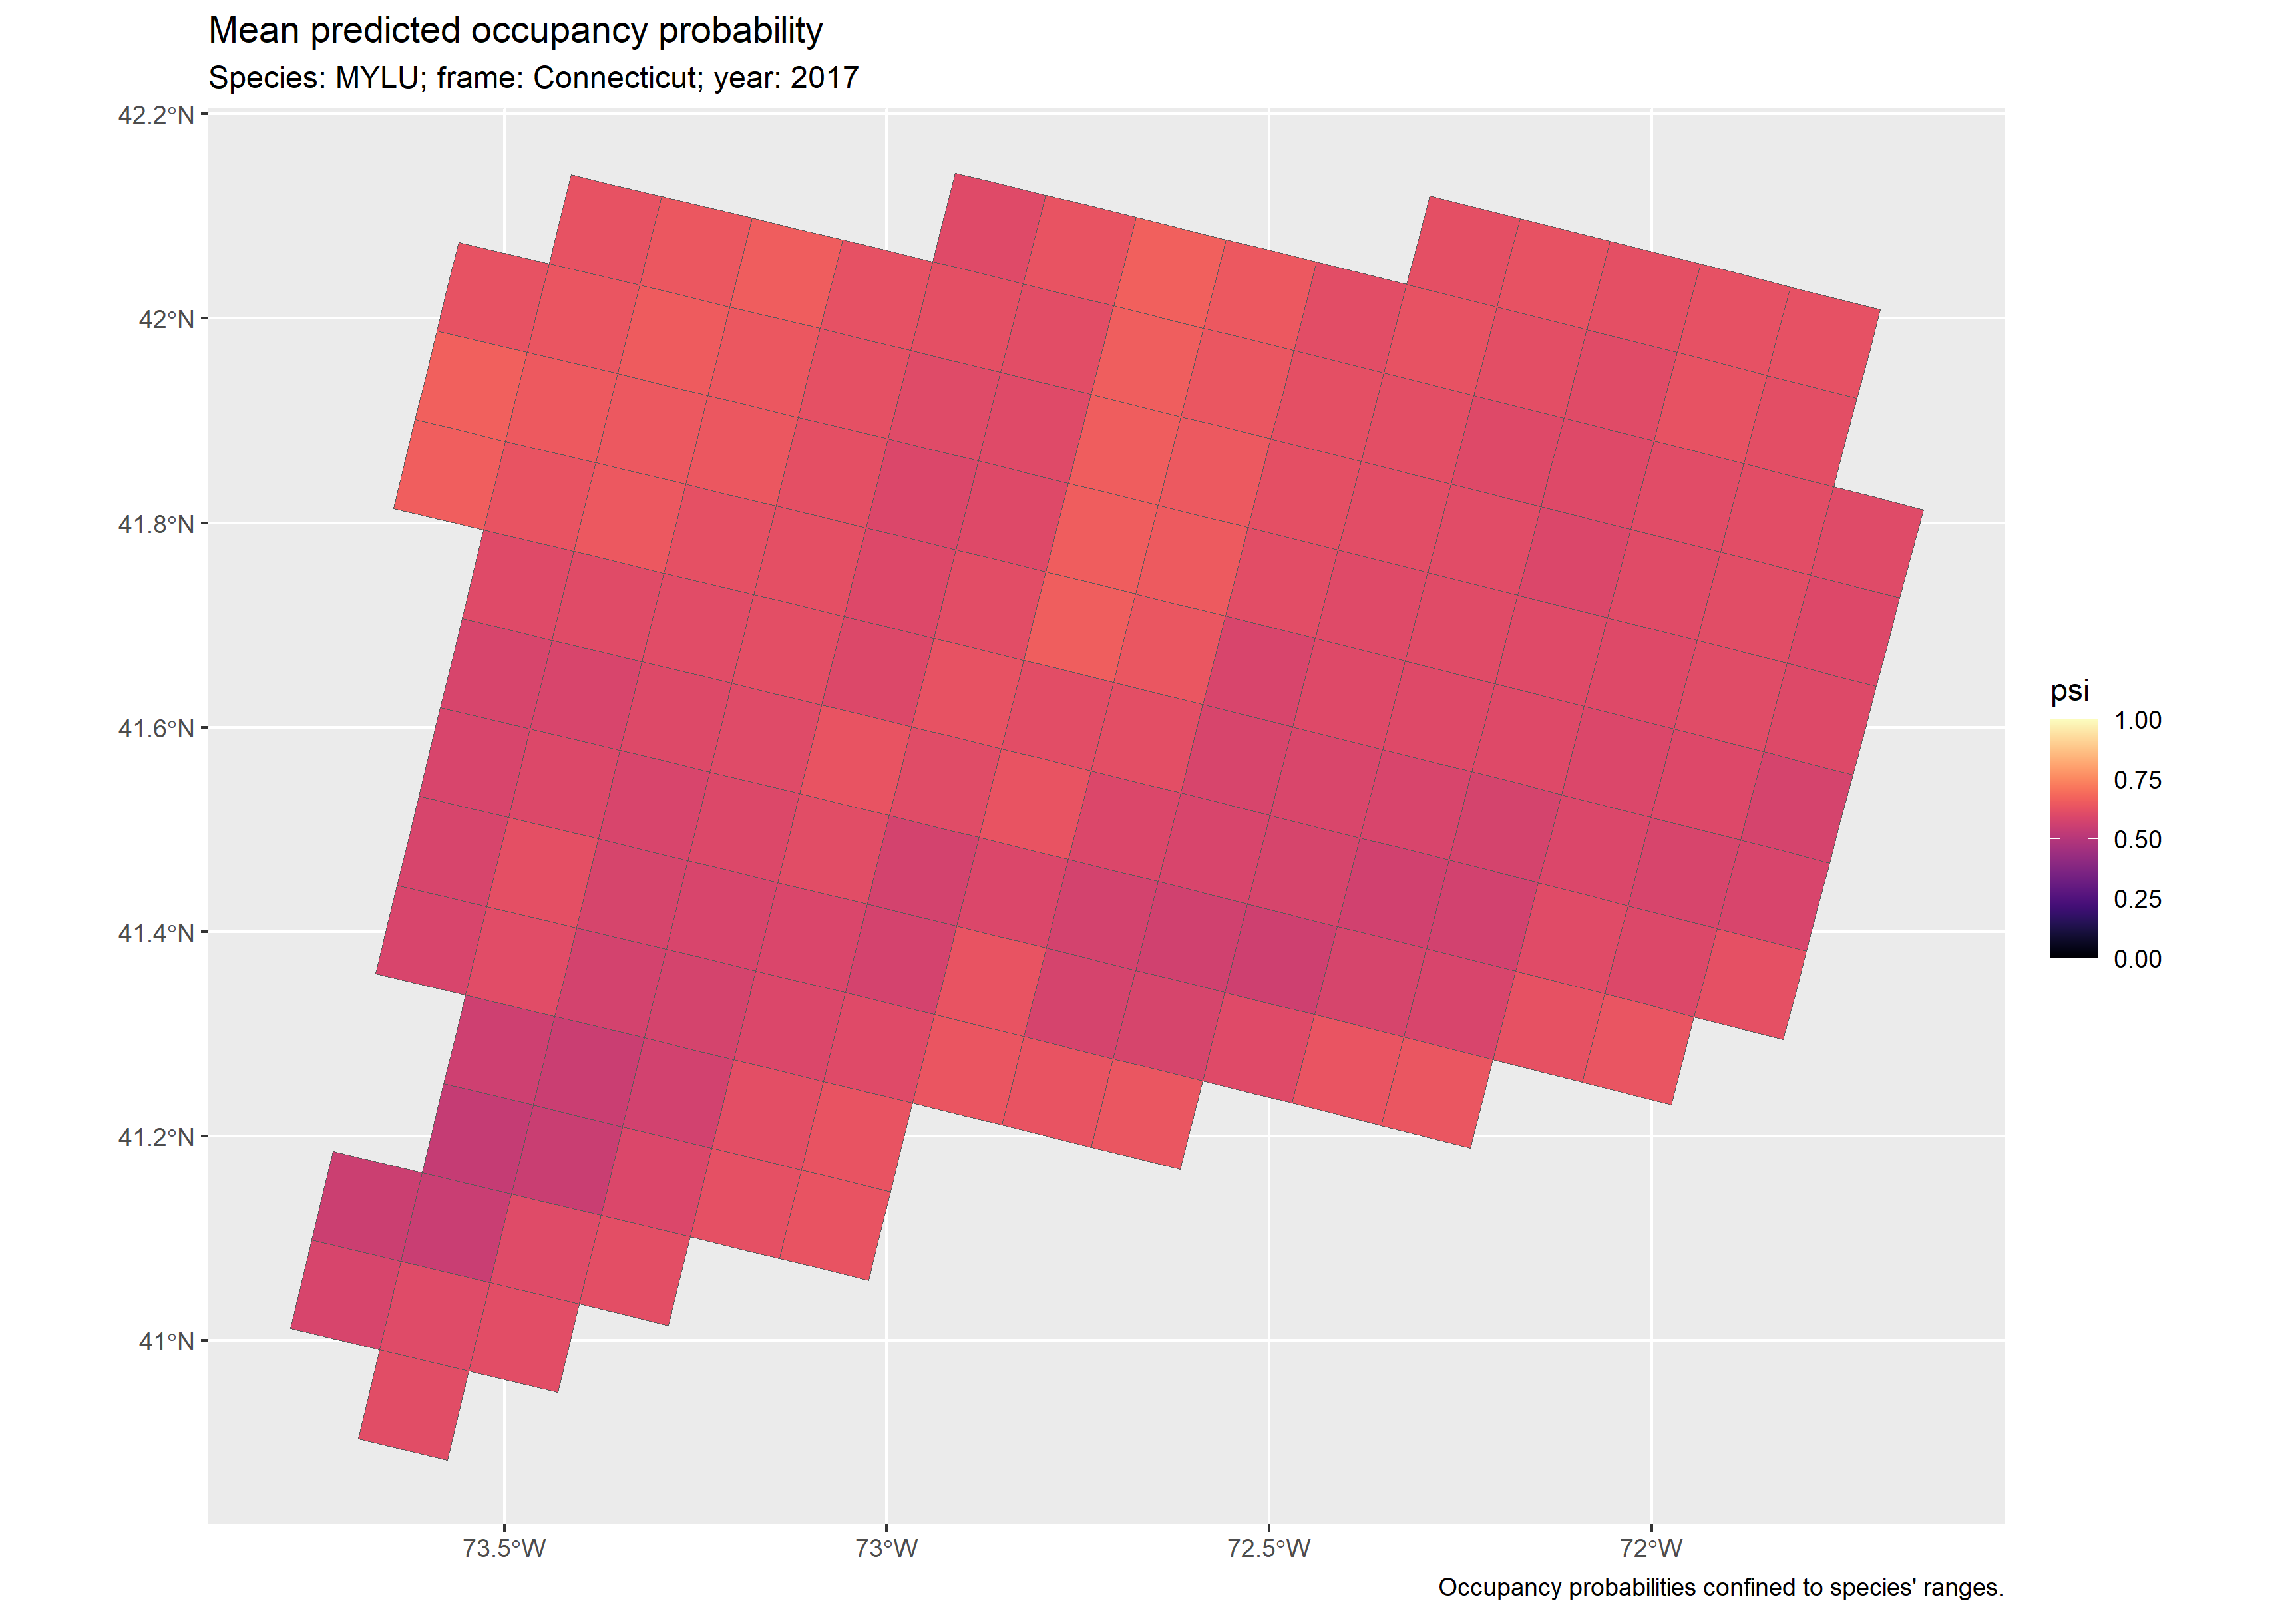 Mean predicted occupancy probability
Species: MYLU; frame: Connecticut; year: 2017
42.2°N
42°N
41.8°N
41.6°N
41.4°N
41.2°N
41°N
73.5°W
73°W
72.5°W
72°W
psi
1.00
0.75
0.50
0.25
0.00
Occupancy probabilities confined to species' ranges.